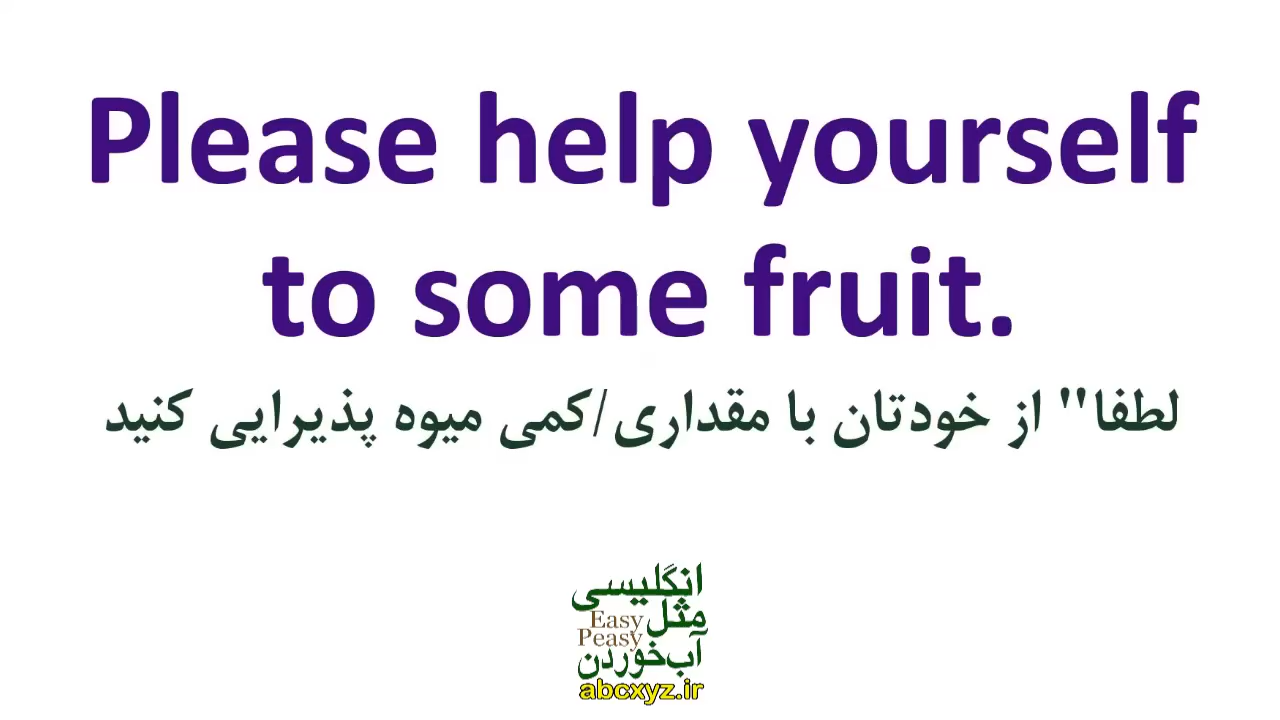 Please help yourself
to some fruit.
لطفا" از خودتان با مقداری/کمی میوه پذیرایی کنید
انگلیسی
مثل
Easy
Peasy
آب‌خوردن
abcxyz.ir